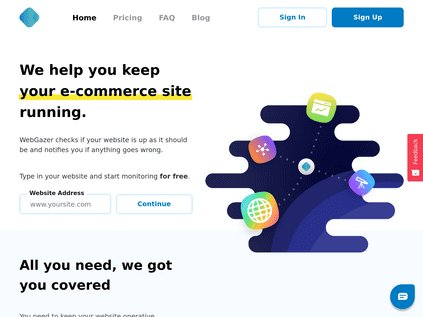 Home Pricing FAQ Blog Sign In Sign Up
We help you keep
your e-commerce site
running.
WebGazer checks if your website is up as it should
be and notifies you if anything goes wrong.
Type in your website and start monitoring for free.
Website Address
www.yoursite.com Continue
Feedback
All you need, we got
you covered
You need to keep your website operative